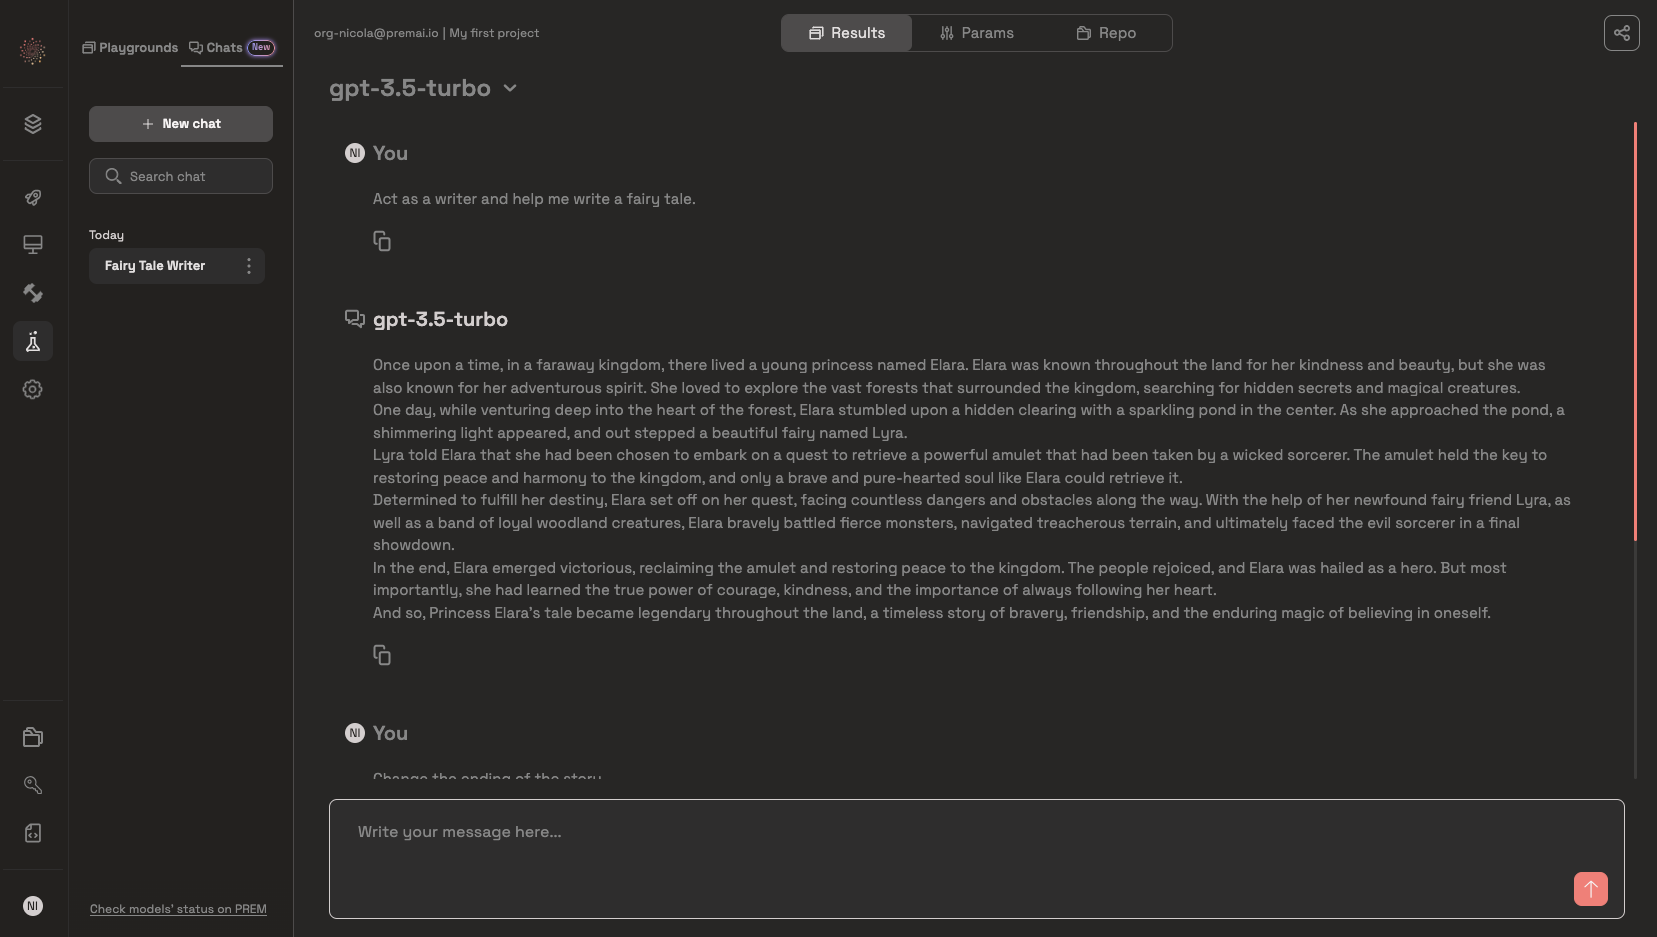 Playgrounds
Chats New
New chat
Search chat
Today
Fairy Tale Writer
Check models' status on PREM
NI
org-nicola@premai.io | My first project
Results
Params
Repo
gpt-3.5-turbo
NI You
Act as a writer and help me write a fairy tale.
gpt-3.5-turbo
Once upon a time, in a faraway kingdom, there lived a young princess named Elara. Elara was known throughout the land for her kindness and beauty, but she was
also known for her adventurous spirit. She loved to explore the vast forests that surrounded the kingdom, searching for hidden secrets and magical creatures.
One day, while venturing deep into the heart of the forest, Elara stumbled upon a hidden clearing with a sparkling pond in the center. As she approached the pond, a
shimmering light appeared, and out stepped a beautiful fairy named Lyra.
Lyra told Elara that she had been chosen to embark on a quest to retrieve a powerful amulet that had been taken by a wicked sorcerer. The amulet held the key to
restoring peace and harmony to the kingdom, and only a brave and pure-hearted soul like Elara could retrieve it.
Determined to fulfill her destiny, Elara set off on her quest, facing countless dangers and obstacles along the way. With the help of her newfound fairy friend Lyra, as
well as a band of loyal woodland creatures, Elara bravely battled fierce monsters, navigated treacherous terrain, and ultimately faced the evil sorcerer in a final
showdown.
In the end, Elara emerged victorious, reclaiming the amulet and restoring peace to the kingdom. The people rejoiced, and Elara was hailed as a hero. But most
importantly, she had learned the true power of courage, kindness, and the importance of always following her heart.
And so, Princess Elara's tale became legendary throughout the land, a timeless story of bravery, friendship, and the enduring magic of believing in oneself.
NI You
Change the ending of the story
Write your message here...